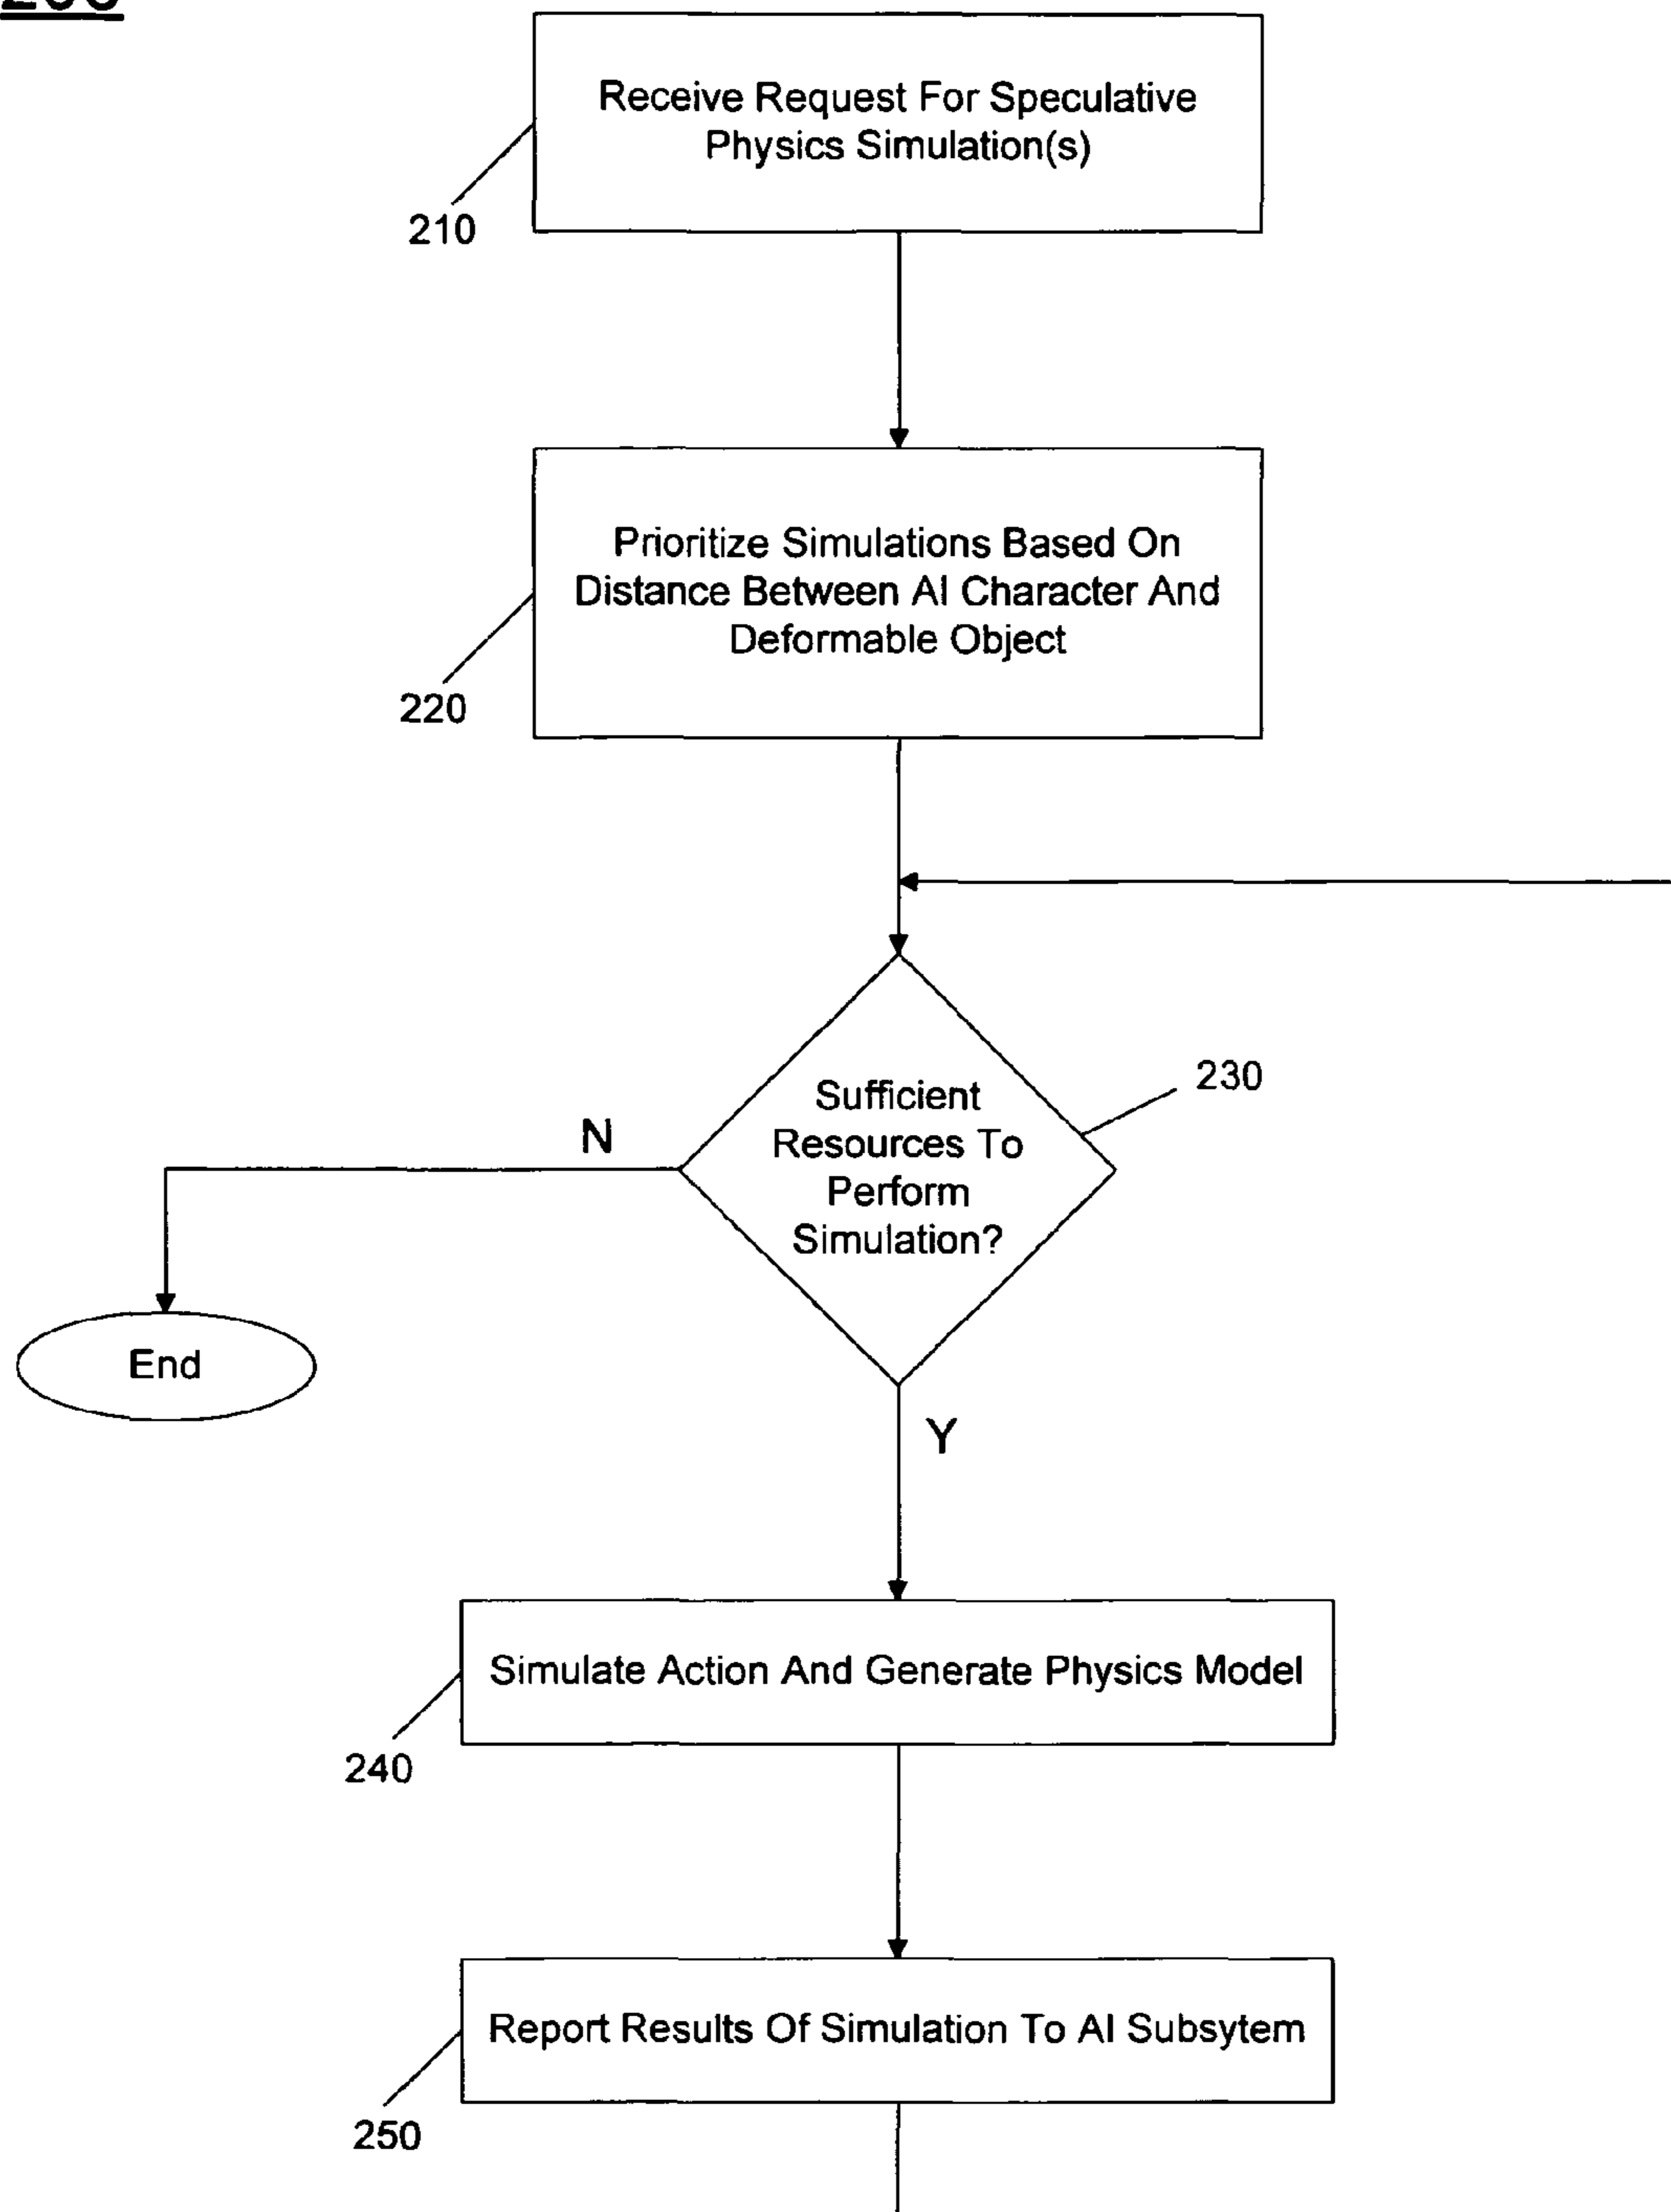 Receive Request For Speculative
Physics Simulation(s)
210
Prioritize Simulations Based On
Distance Between AI Character And
Deformable Object
220
230
Sufficient
Resources To
Perform
Simulation?
N
End
Y
Simulate Action And Generate Physics Model
240
Report Results Of Simulation To AI Subsytem
250